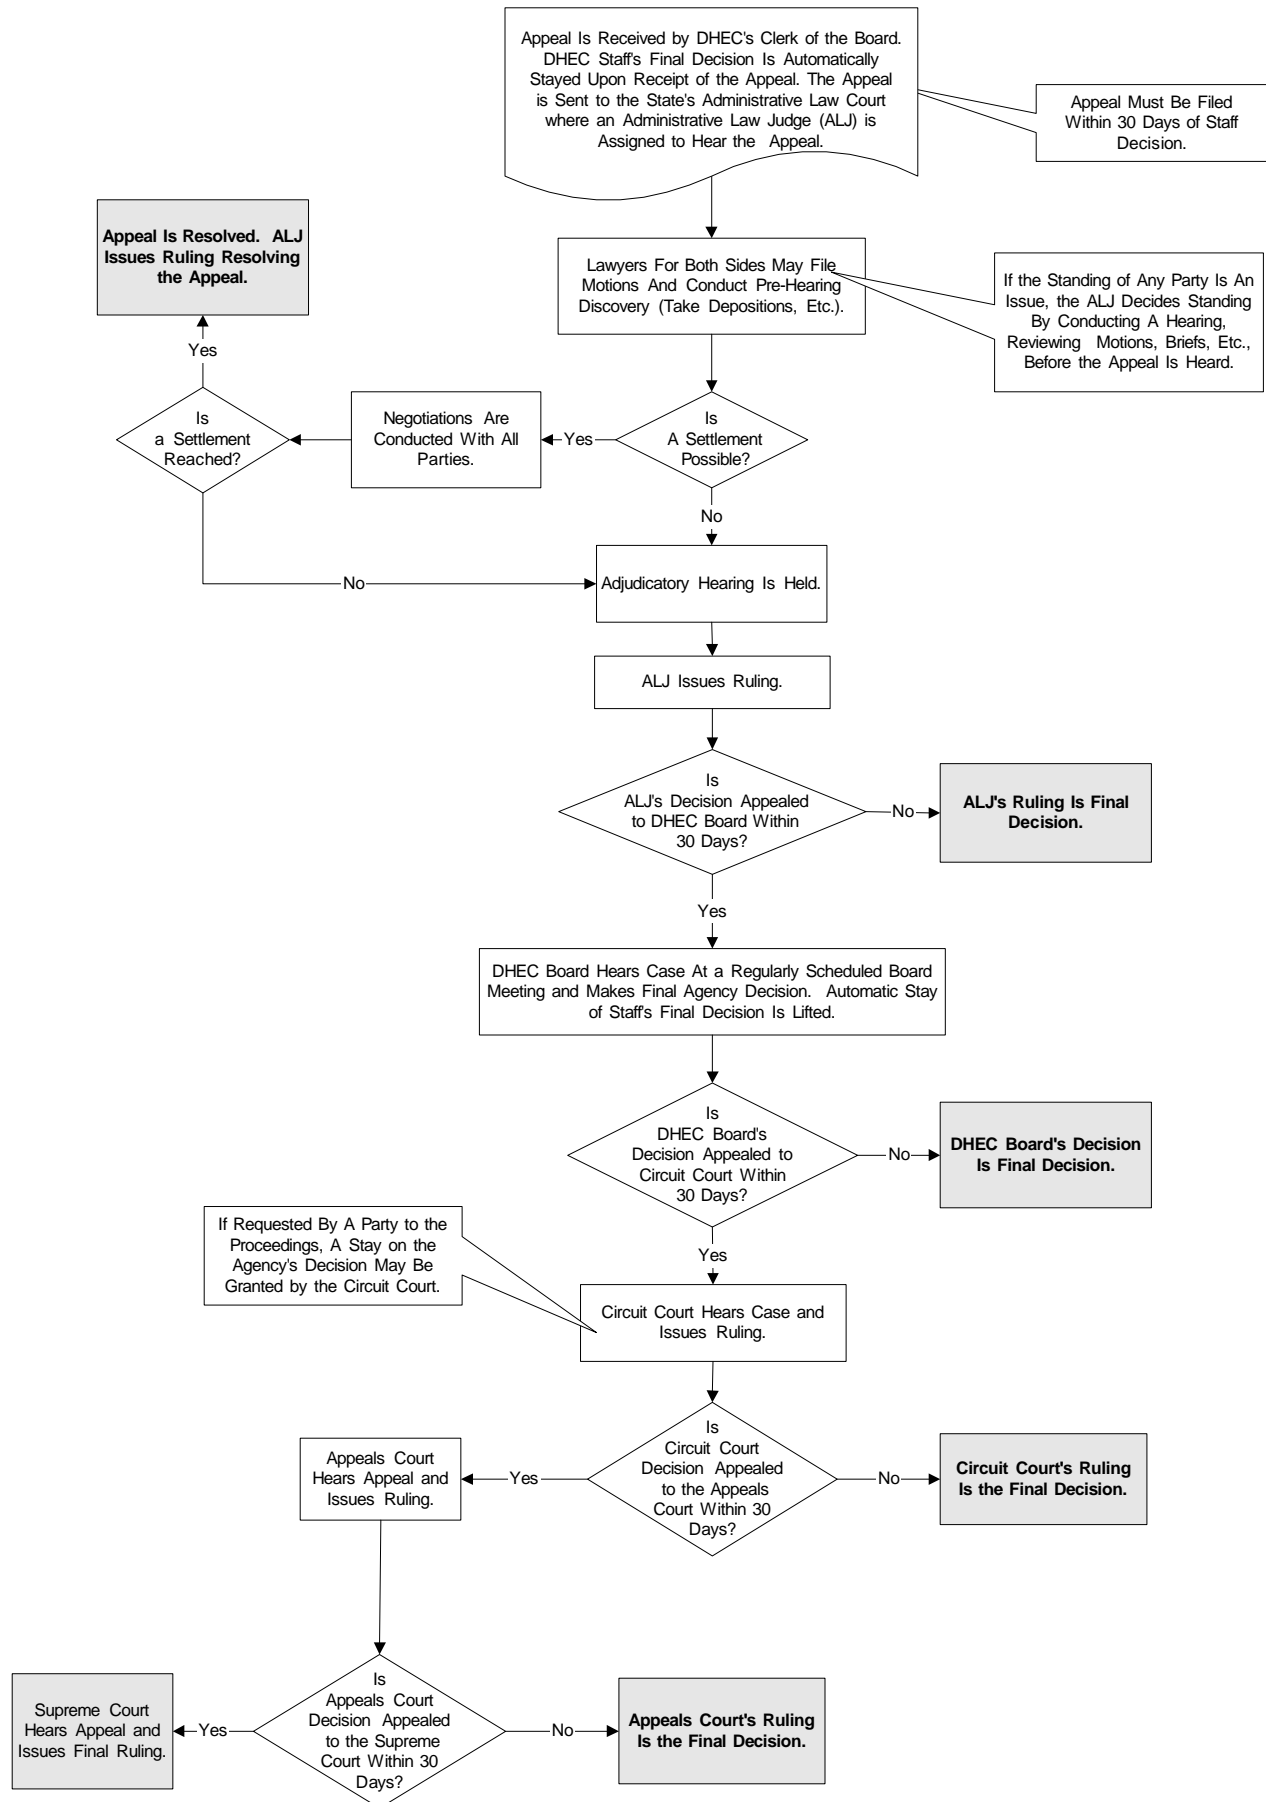 Appeal Is Received by DHEC's Clerk of the Board.
DHEC Staff's Final Decision Is Automatically
Stayed Upon Receipt of the Appeal. The Appeal
is Sent to the State's Administrative Law Court
where an Administrative Law Judge (ALJ) is
Assigned to Hear the Appeal.
Appeal Must Be Filed
Within 30 Days of Staff
Decision.
Appeal Is Resolved. ALJ
Issues Ruling Resolving
the Appeal.
Lawyers For Both Sides May File
Motions And Conduct Pre-Hearing
Discovery (Take Depositions, Etc.).
If the Standing of Any Party Is An
Issue, the ALJ Decides Standing
By Conducting A Hearing,
Reviewing Motions, Briefs, Etc.,
Before the Appeal Is Heard.
Yes
Is
a Settlement
Reached?
Negotiations Are
Conducted With All
Parties.
Yes
Is
A Settlement
Possible?
No
No
Adjudicatory Hearing Is Held.
ALJ Issues Ruling.
Is
ALJ's Decision Appealed
to DHEC Board Within
30 Days?
No
ALJ's Ruling Is Final
Decision.
Yes
DHEC Board Hears Case At a Regularly Scheduled Board
Meeting and Makes Final Agency Decision. Automatic Stay
of Staff's Final Decision Is Lifted.
Is
DHEC Board's
Decision Appealed to
Circuit Court Within
30 Days?
No
DHEC Board's Decision
Is Final Decision.
If Requested By A Party to the
Proceedings, A Stay on the
Agency's Decision May Be
Granted by the Circuit Court.
Yes
Circuit Court Hears Case and
Issues Ruling.
Is
Circuit Court
Decision Appealed
to the Appeals
Court Within 30
Days?
Appeals Court
Hears Appeal and
Issues Ruling.
Yes
No
Circuit Court's Ruling
Is the Final Decision.
Supreme Court
Hears Appeal and
Issues Final Ruling.
Yes
Is
Appeals Court
Decision Appealed
to the Supreme
Court Within 30
Days?
No
Appeals Court's Ruling
Is the Final Decision.